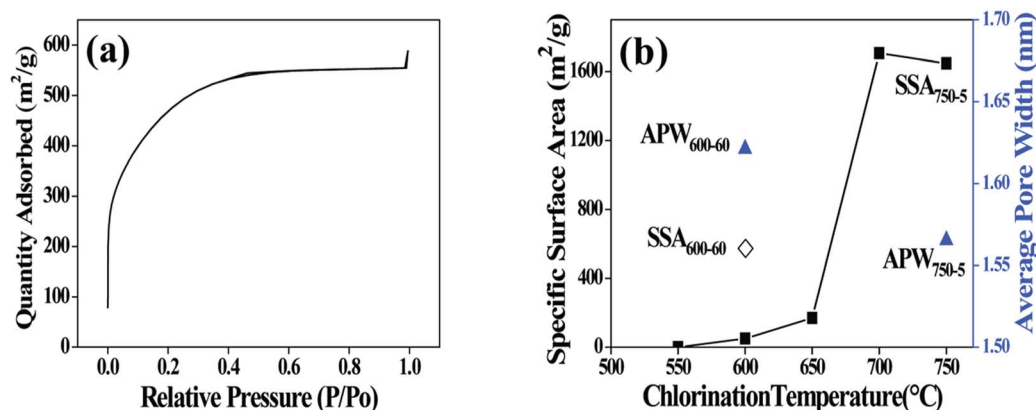 (a)
Quantity Adsorbed (m²/g)
600
500
400
300
200
100
0
0.0 0.2 0.4 0.6 0.8 1.0
Relative Pressure (P/Po)
(b)
Specific Surface Area (m²/g)
1600
1200
800
400
0
500 550 600 650 700 750
ChlorinationTemperature(°C)
APW600-60
SSA600-60
SSA750-5
APW750-5
1.70
1.65
1.60
1.55
1.50
Average Pore Width (nm)